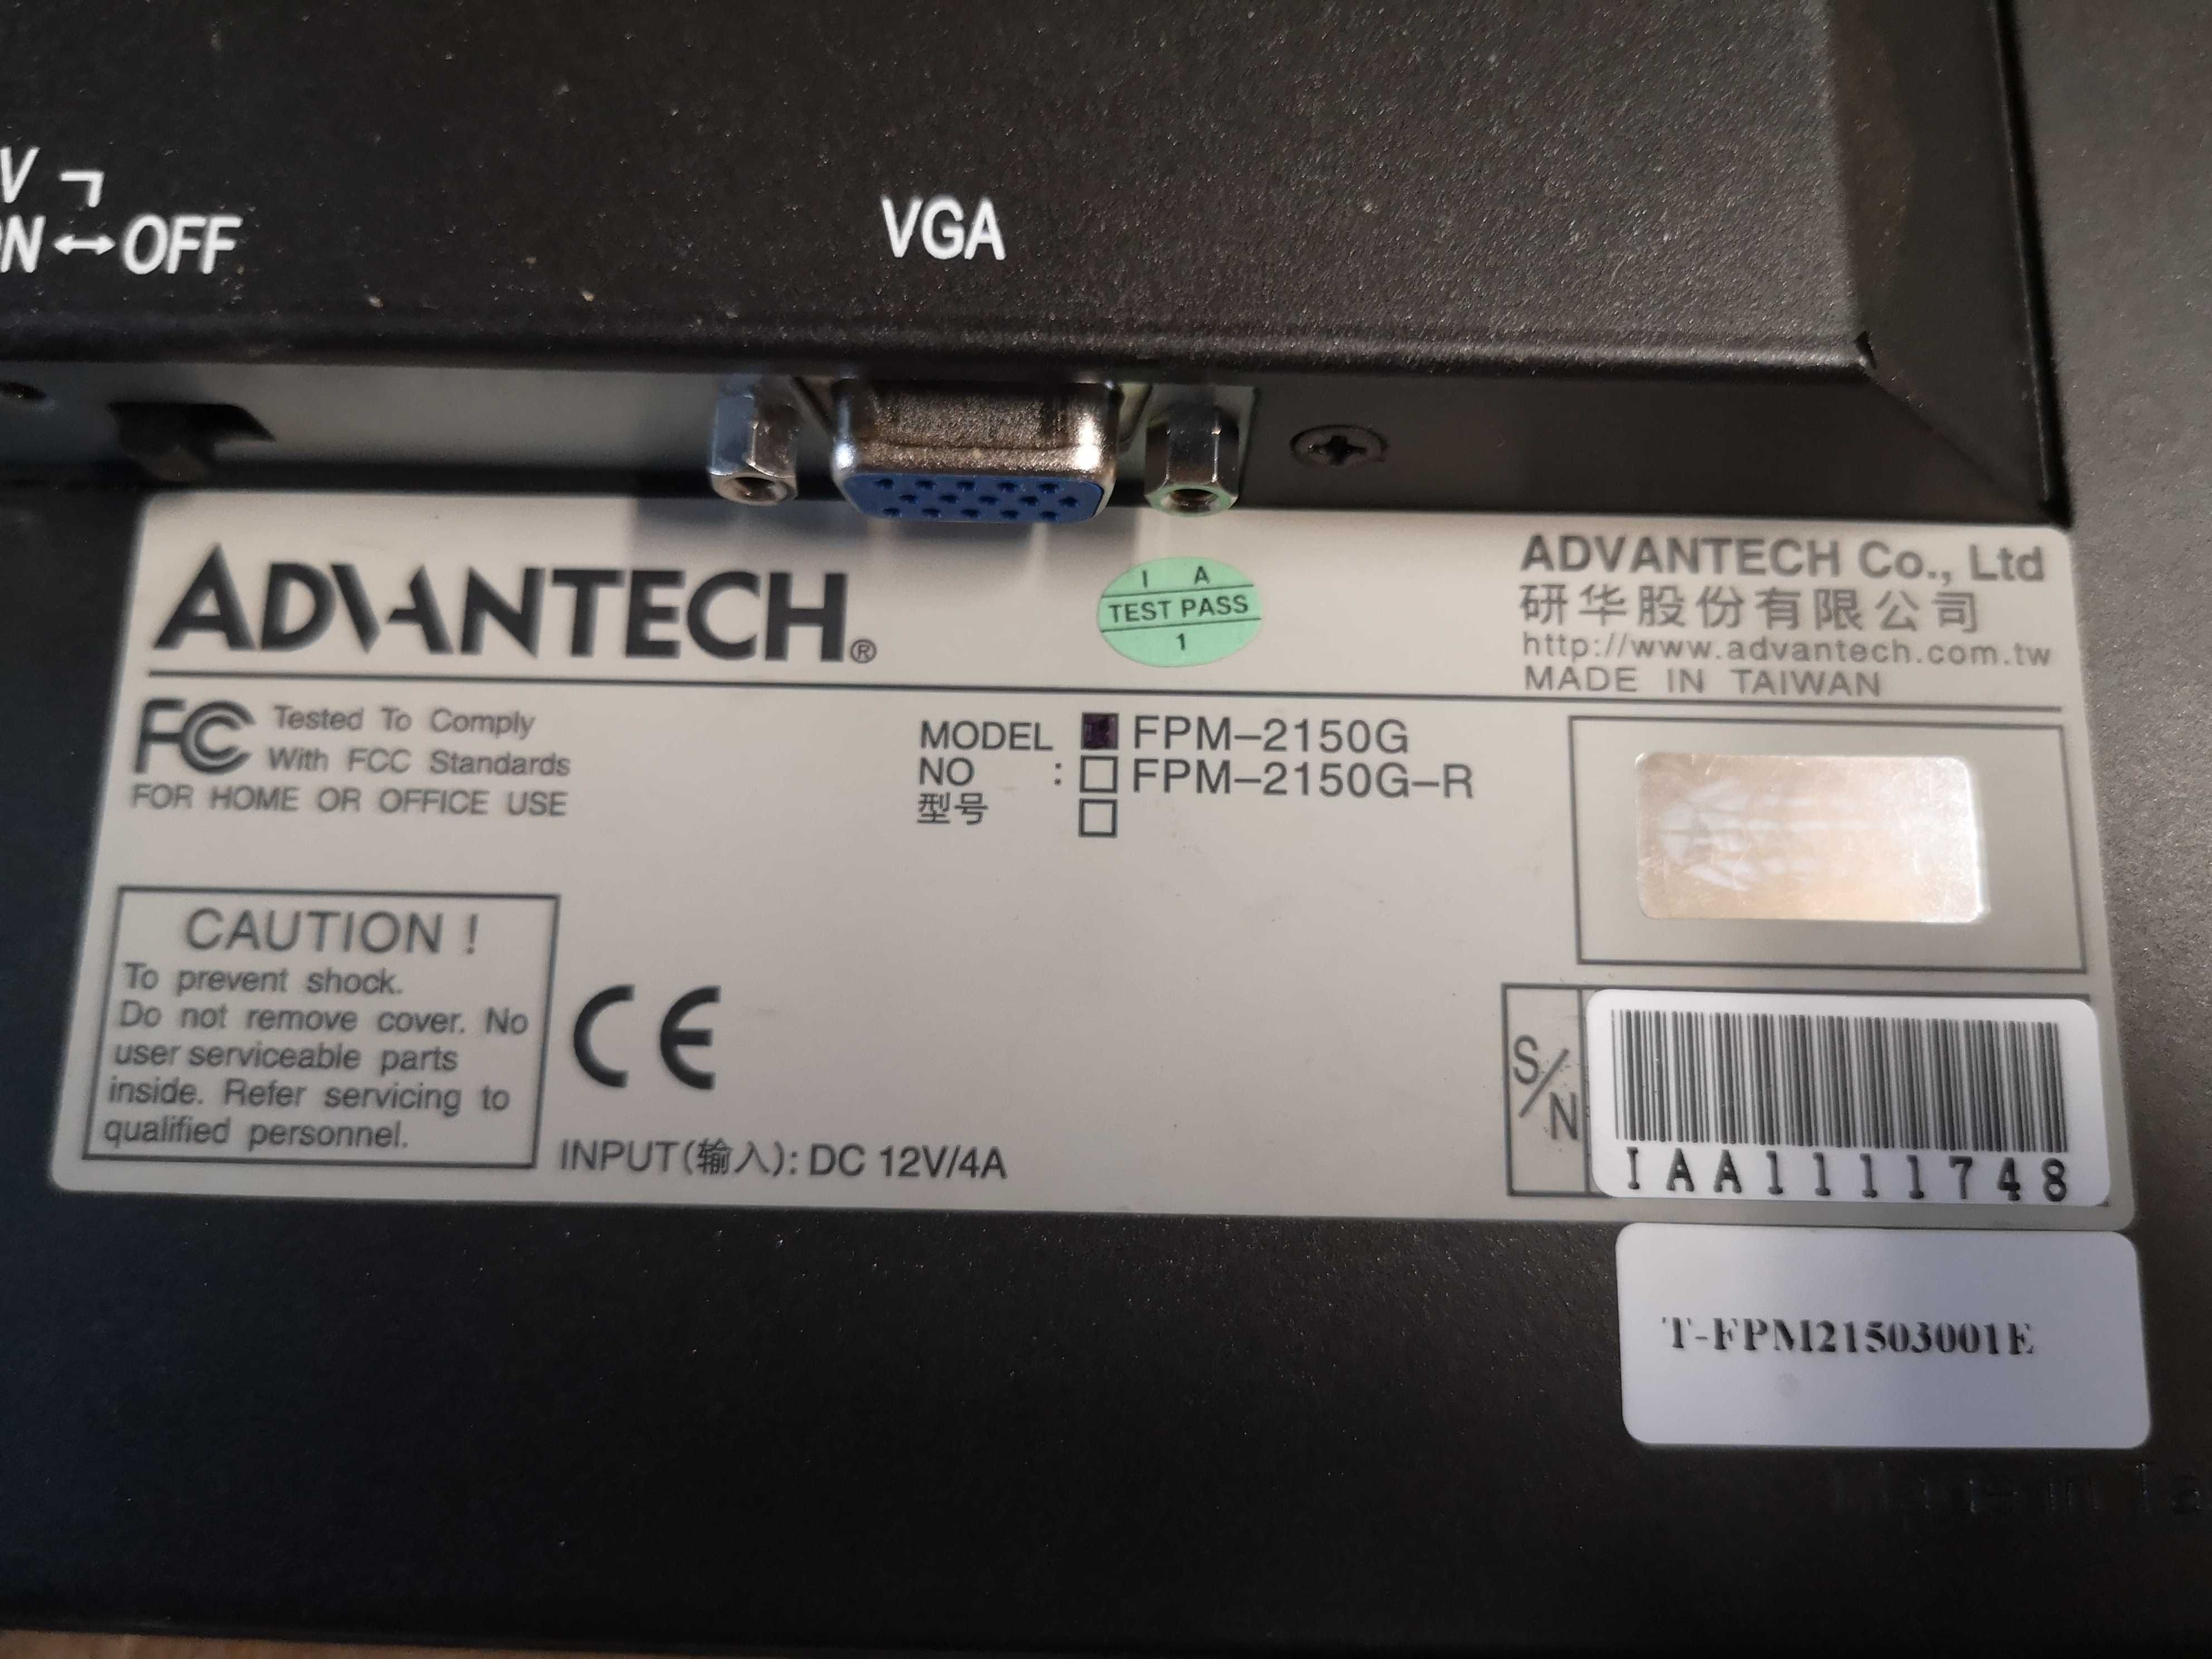 V
ON↔OFF
VGA
ADVANTECH®
I A
TEST PASS
1
ADVANTECH Co., Ltd
研华股份有限公司
http://www.advantech.com.tw
MADE IN TAIWAN
FC Tested To Comply
With FCC Standards
FOR HOME OR OFFICE USE
MODEL ■ FPM-2150G
NO : □ FPM-2150G-R
型号 □
CAUTION !
To prevent shock.
Do not remove cover. No
user serviceable parts
inside. Refer servicing to
qualified personnel.
CE
INPUT(输入): DC 12V/4A
S/N
IAA1111748
T-FPM21503001E